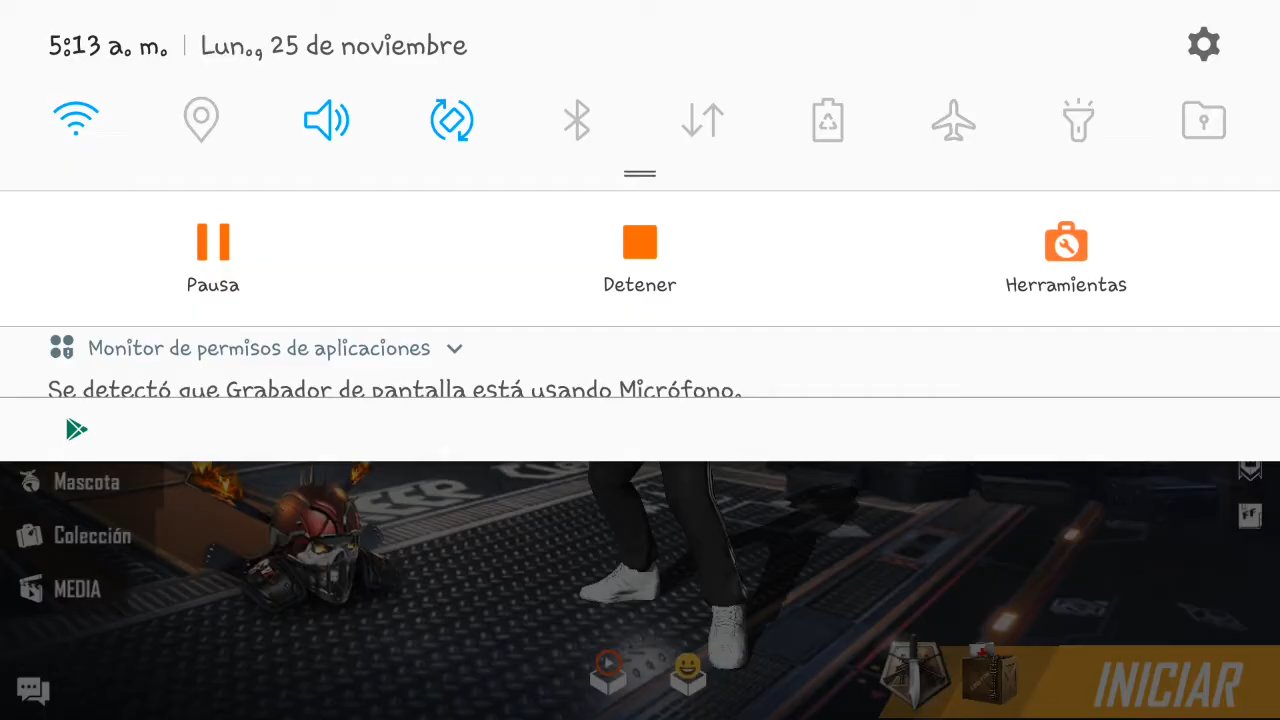 5:13 a. m. | Lun., 25 de noviembre
Pausa
Detener
Herramientas
Monitor de permisos de aplicaciones
Se detectó que Grabador de pantalla está usando Micrófono.
Mascota
Colección
MEDIA
FF
INICIAR